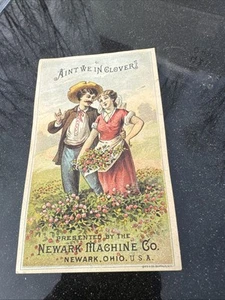 "AINT WE IN CLOVER"
PRESENTED BY THE
NEWARK MACHINE CO.
NEWARK, OHIO, U.S.A.